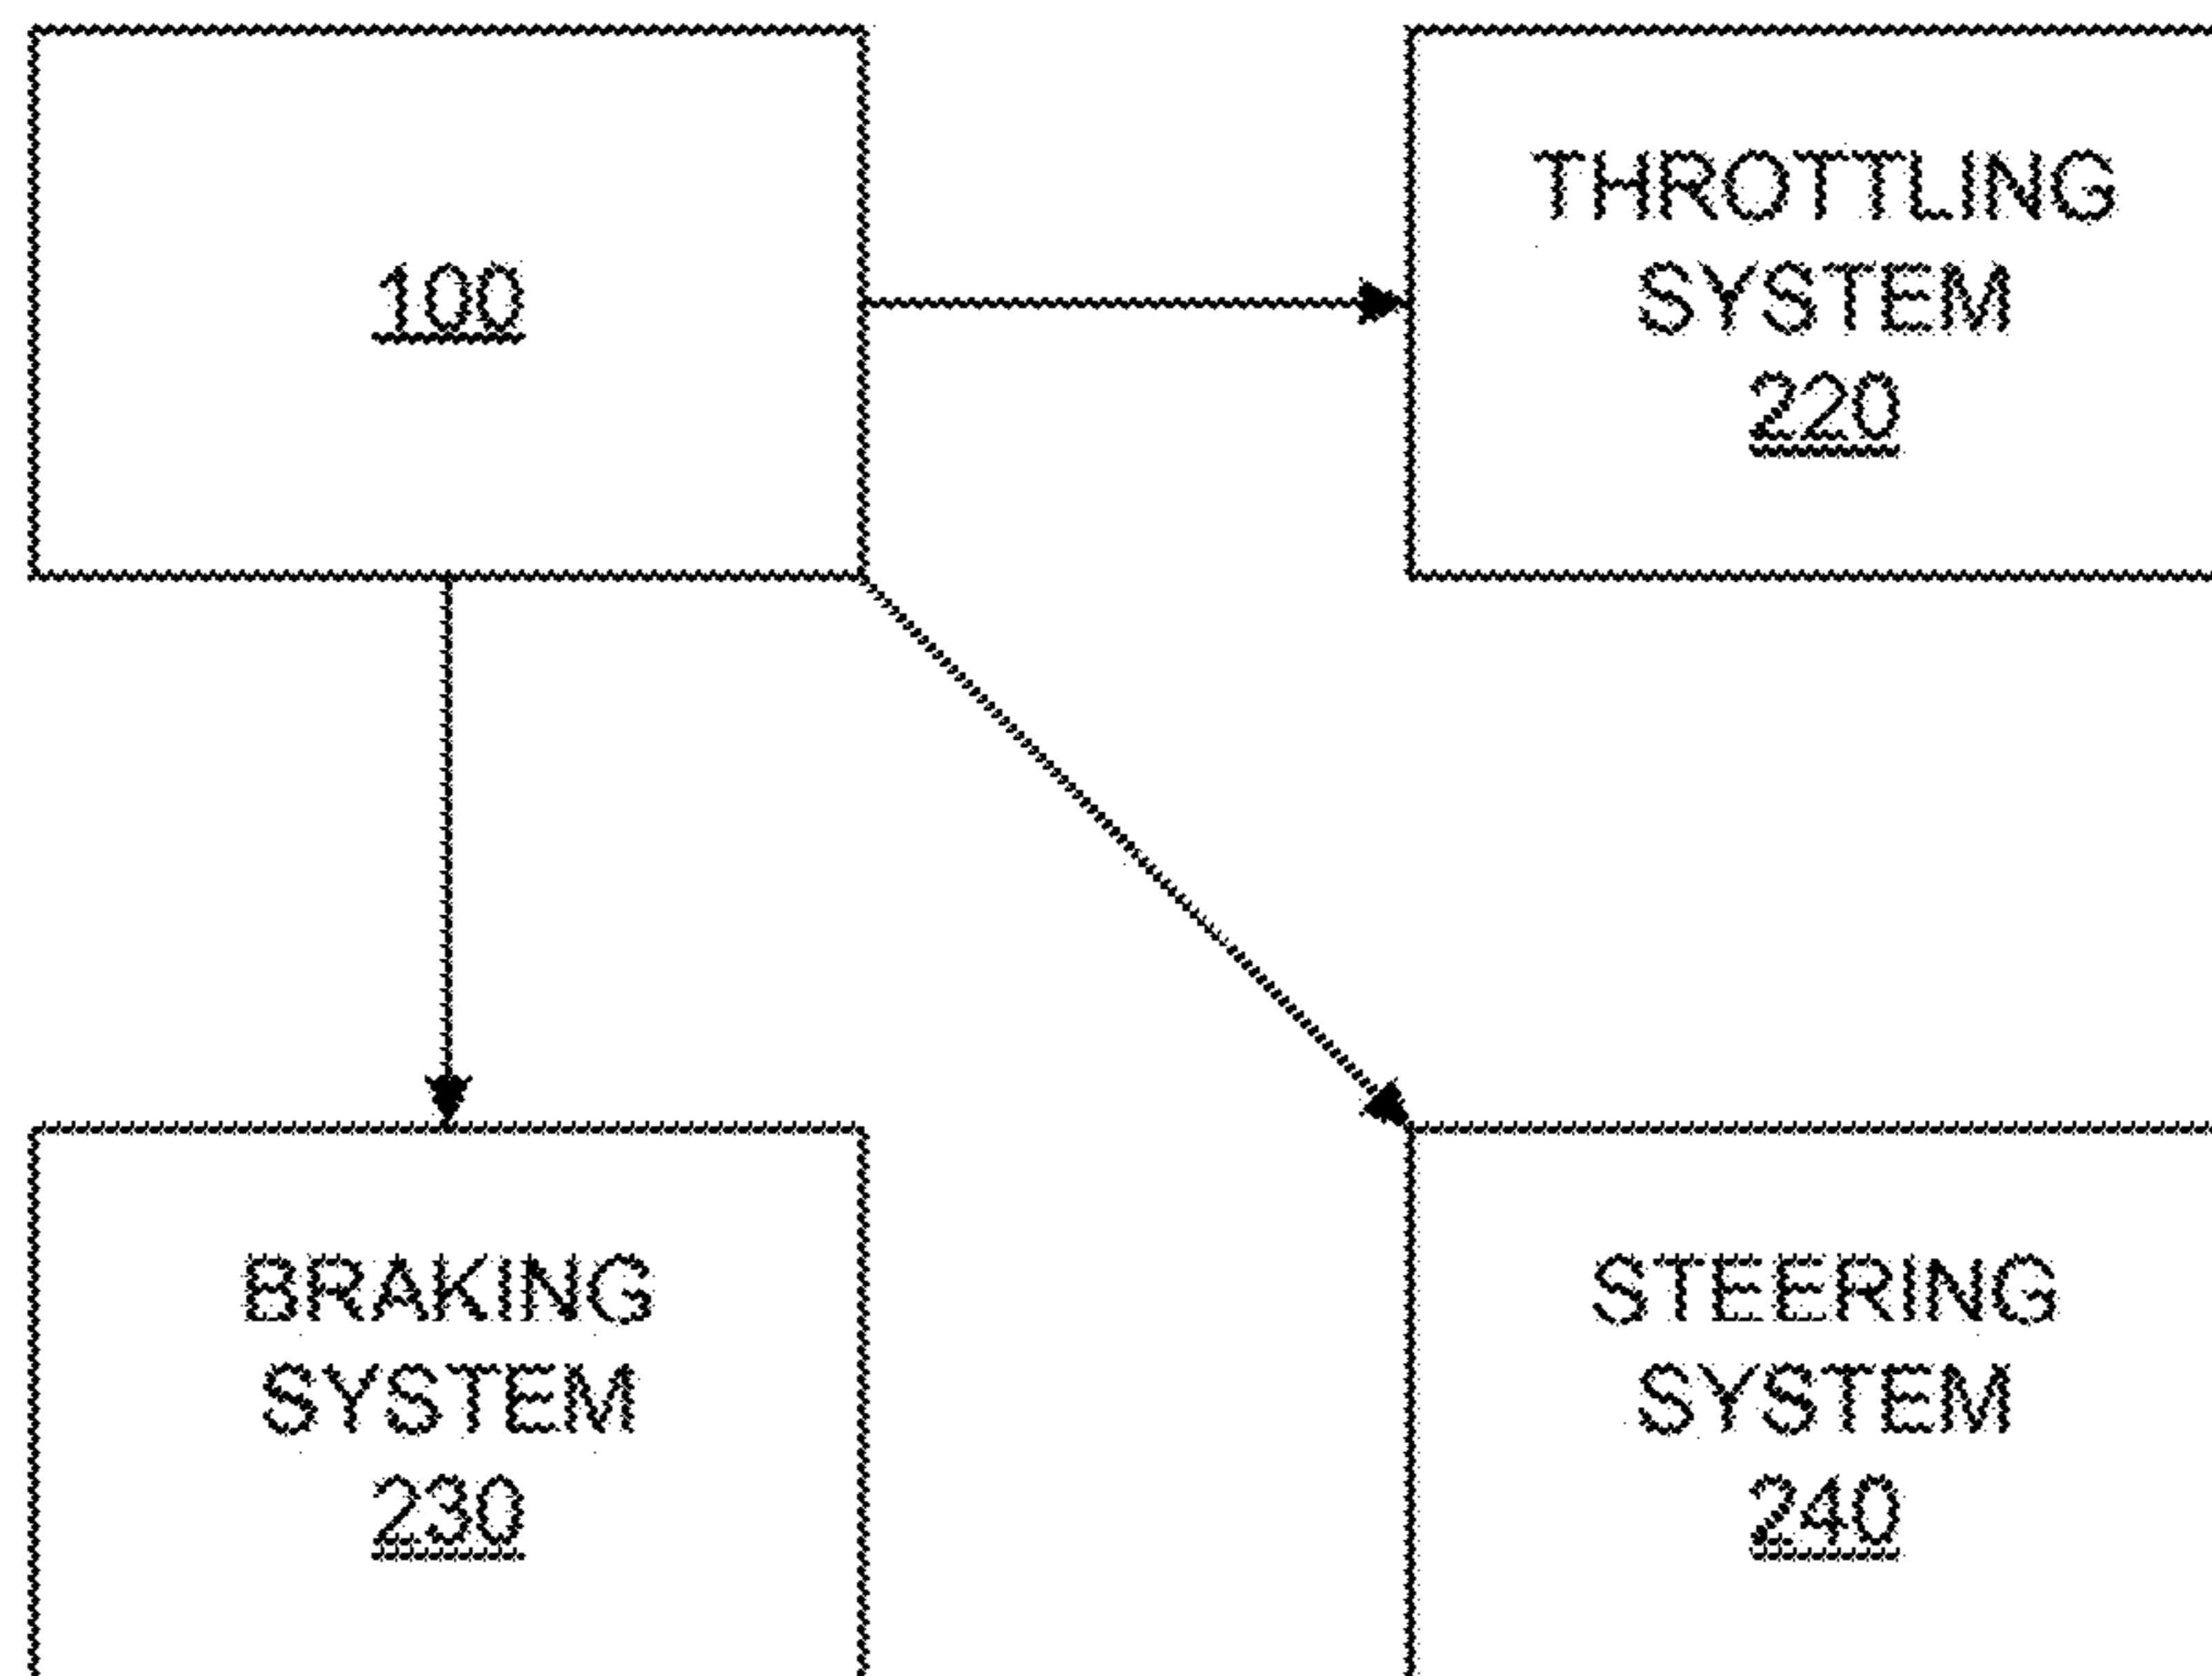 100
THROTTLING
SYSTEM
220
BRAKING
SYSTEM
230
STEERING
SYSTEM
240